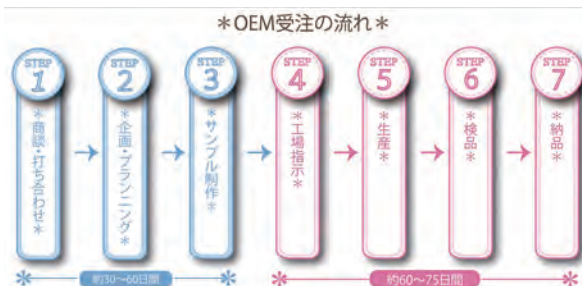 *OEM受注の流れ*
STEP
1
*商談・打ち合わせ*
STEP
2
*企画・プランニング*
STEP
3
*サンプル制作*
STEP
4
*工場指示*
STEP
5
*生産*
STEP
6
*検品*
STEP
7
*納品*
約30～60日間
約60～75日間